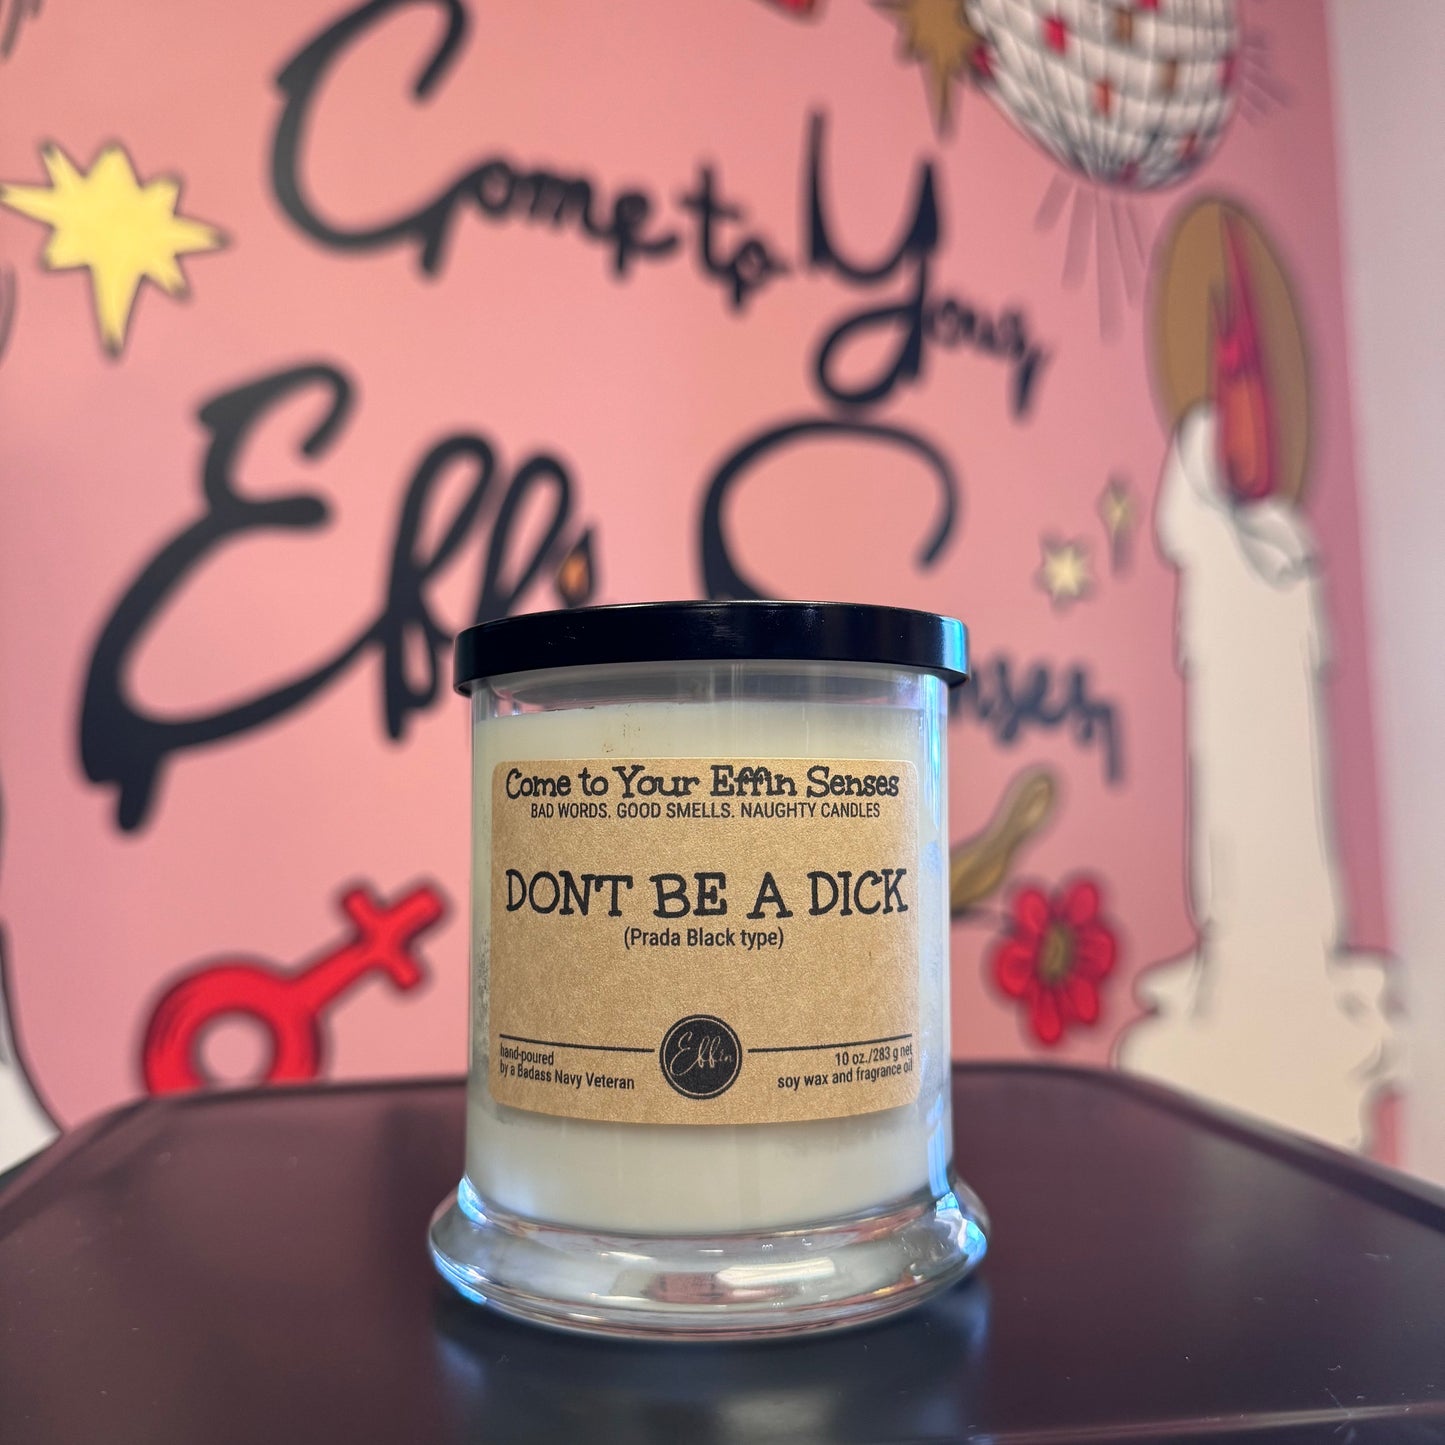 Come to Your
Effin Senses
Come to Your Effin Senses
BAD WORDS. GOOD SMELLS. NAUGHTY CANDLES
DONT BE A DICK
(Prada Black type)
Effin
hand-poured
by a Badass Navy Veteran
10 oz./283 g net
soy wax and fragrance oil